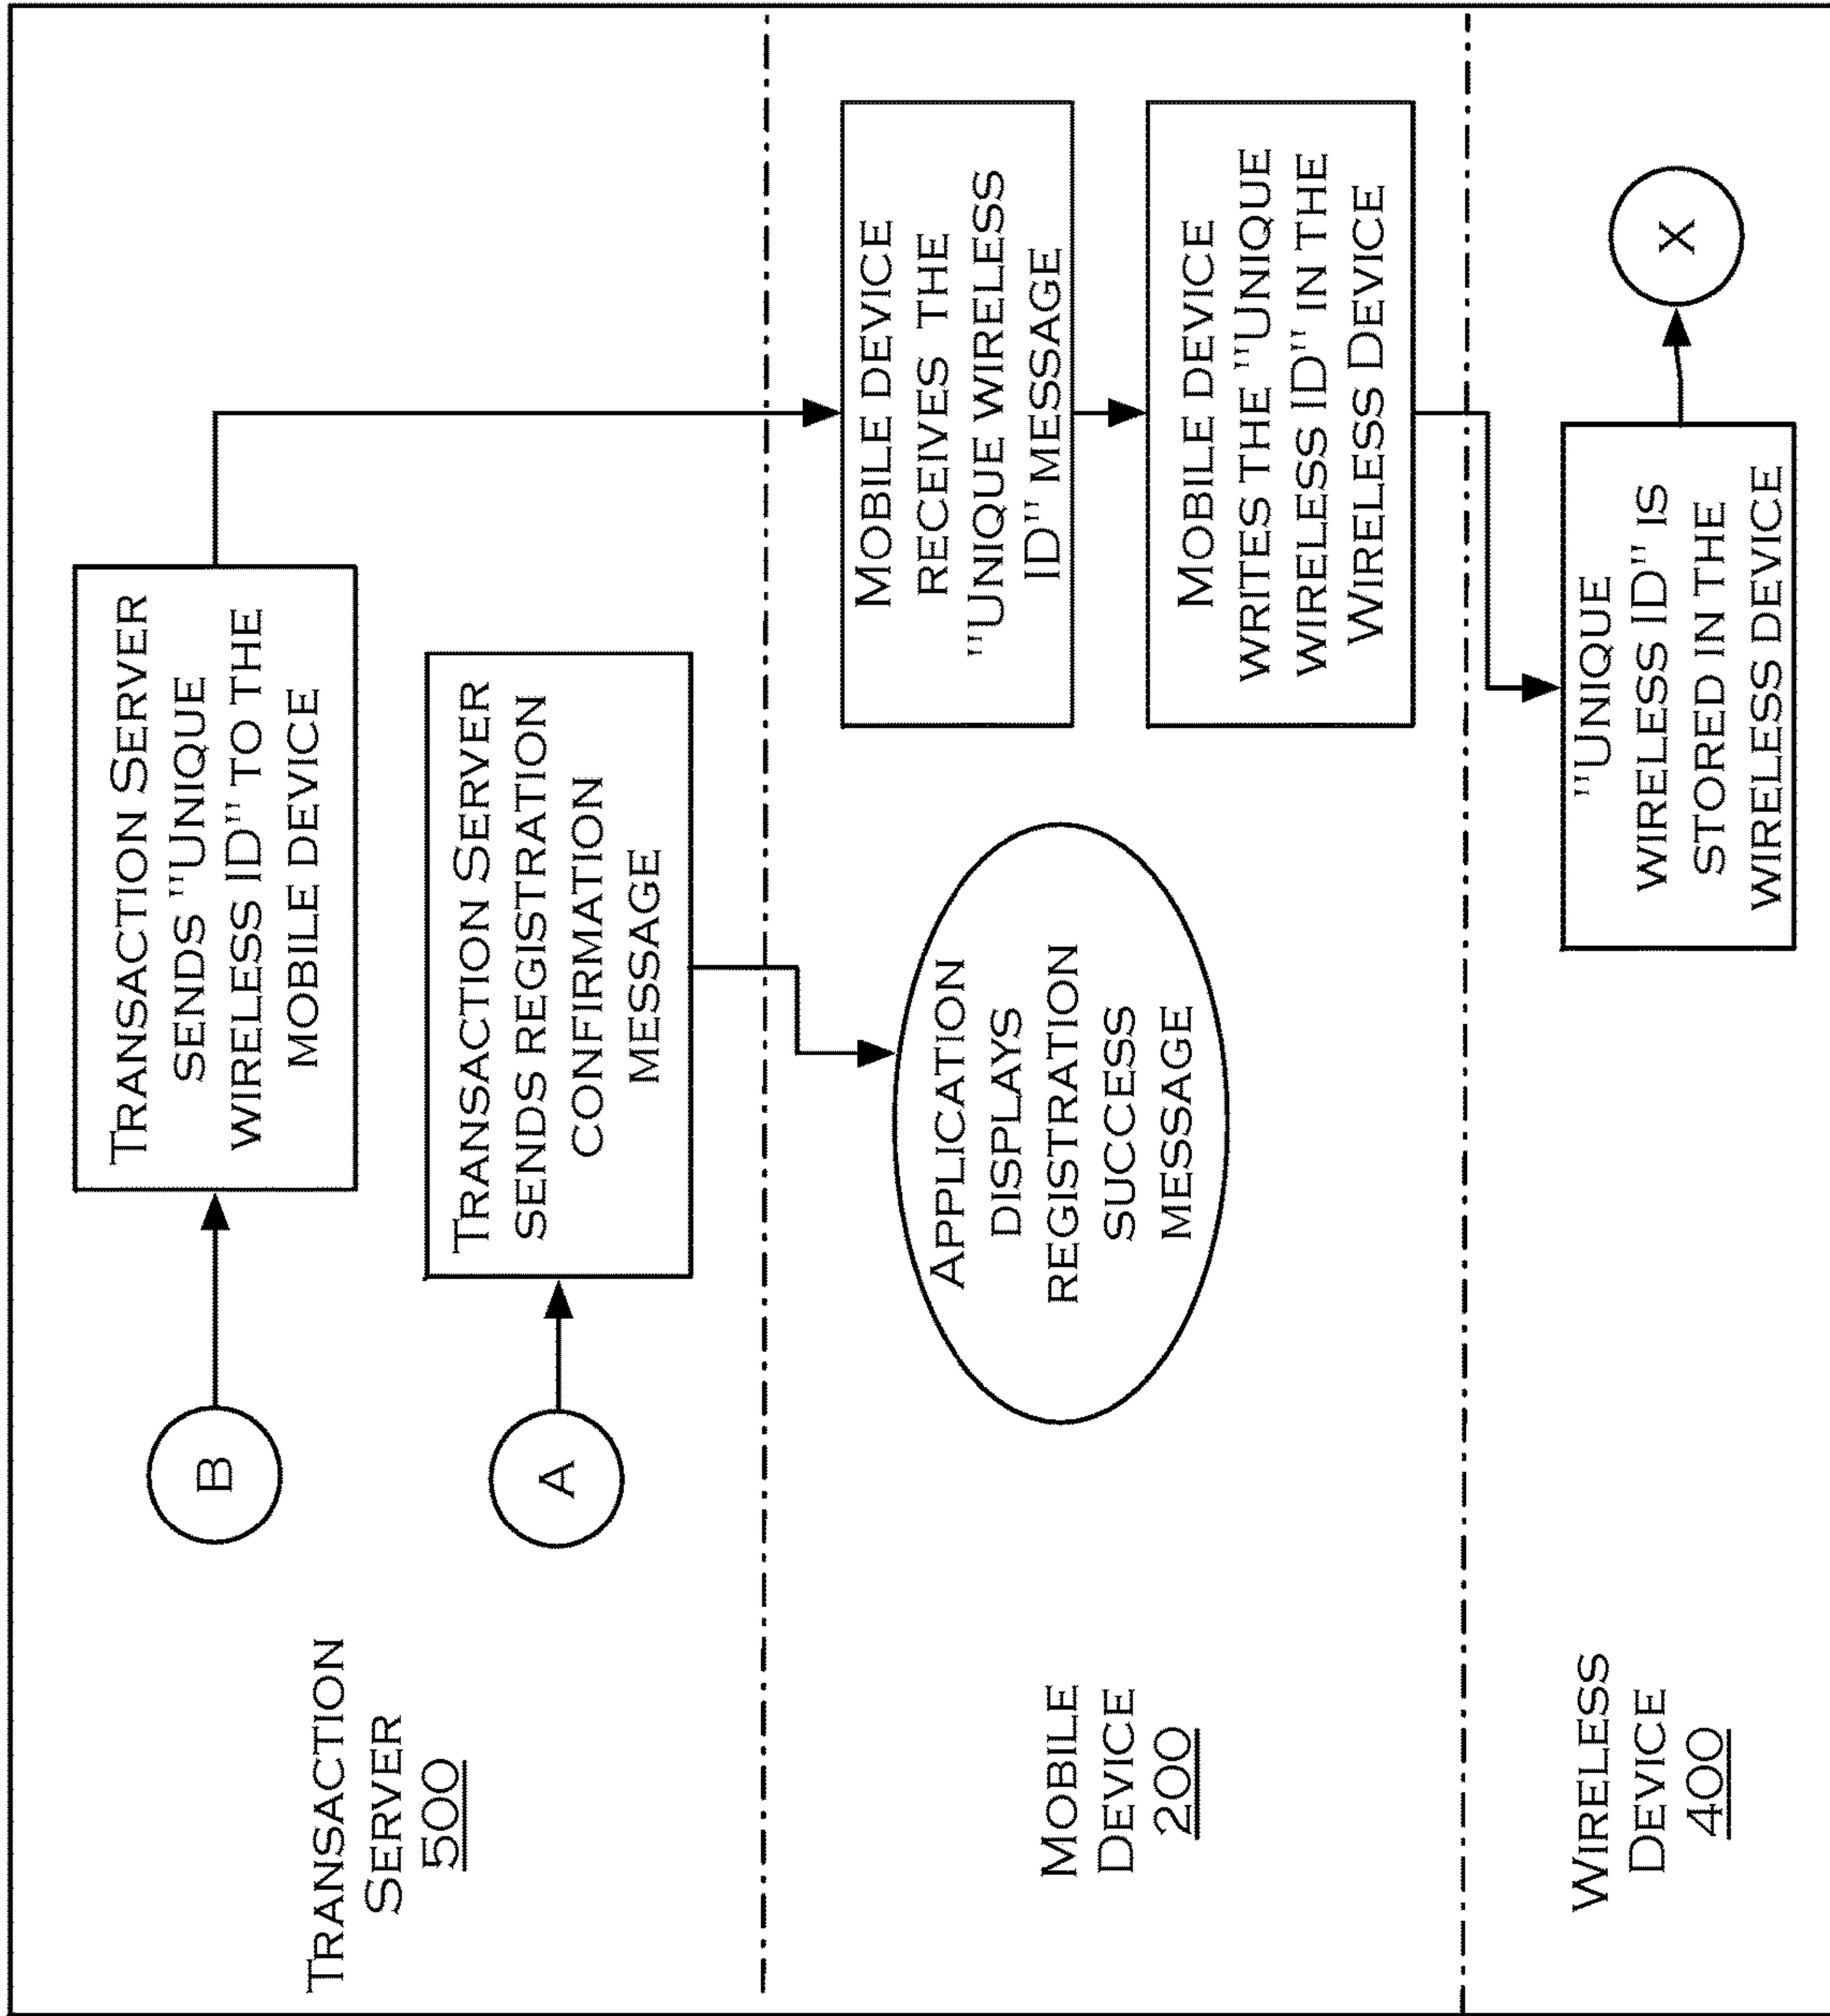 TRANSACTION
SERVER
500
B
TRANSACTION SERVER
SENDS "UNIQUE
WIRELESS ID" TO THE
MOBILE DEVICE
A
TRANSACTION SERVER
SENDS REGISTRATION
CONFIRMATION
MESSAGE
MOBILE
DEVICE
200
APPLICATION
DISPLAYS
REGISTRATION
SUCCESS
MESSAGE
MOBILE DEVICE
RECEIVES THE
"UNIQUE WIRELESS
ID" MESSAGE
MOBILE DEVICE
WRITES THE "UNIQUE
WIRELESS ID" IN THE
WIRELESS DEVICE
WIRELESS
DEVICE
400
"UNIQUE
WIRELESS ID" IS
STORED IN THE
WIRELESS DEVICE
X